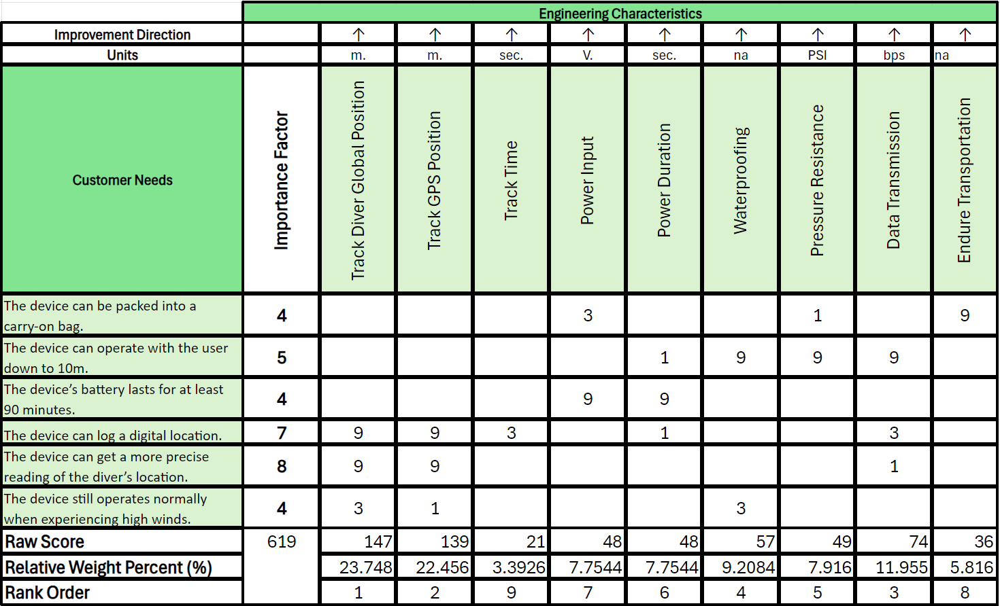 Engineering Characteristics
Improvement Direction ↑ ↑ ↑ ↑ ↑ ↑ ↑ ↑ ↑
Units m. m. sec. V. sec. na PSI bps na
Customer Needs
Importance Factor
Track Diver Global Position
Track GPS Position
Track Time
Power Input
Power Duration
Waterproofing
Pressure Resistance
Data Transmission
Endure Transportation
The device can be packed into a
carry-on bag.
4 3 1 9
The device can operate with the user
down to 10m.
5 1 9 9 9
The device’s battery lasts for at least
90 minutes.
4 9 9
The device can log a digital location. 7 9 9 3 1 3
The device can get a more precise
reading of the diver’s location.
8 9 9 1
The device still operates normally
when experiencing high winds.
4 3 1 3
Raw Score 619 147 139 21 48 48 57 49 74 36
Relative Weight Percent (%) 23.748 22.456 3.3926 7.7544 7.7544 9.2084 7.916 11.955 5.816
Rank Order 1 2 9 7 6 4 5 3 8